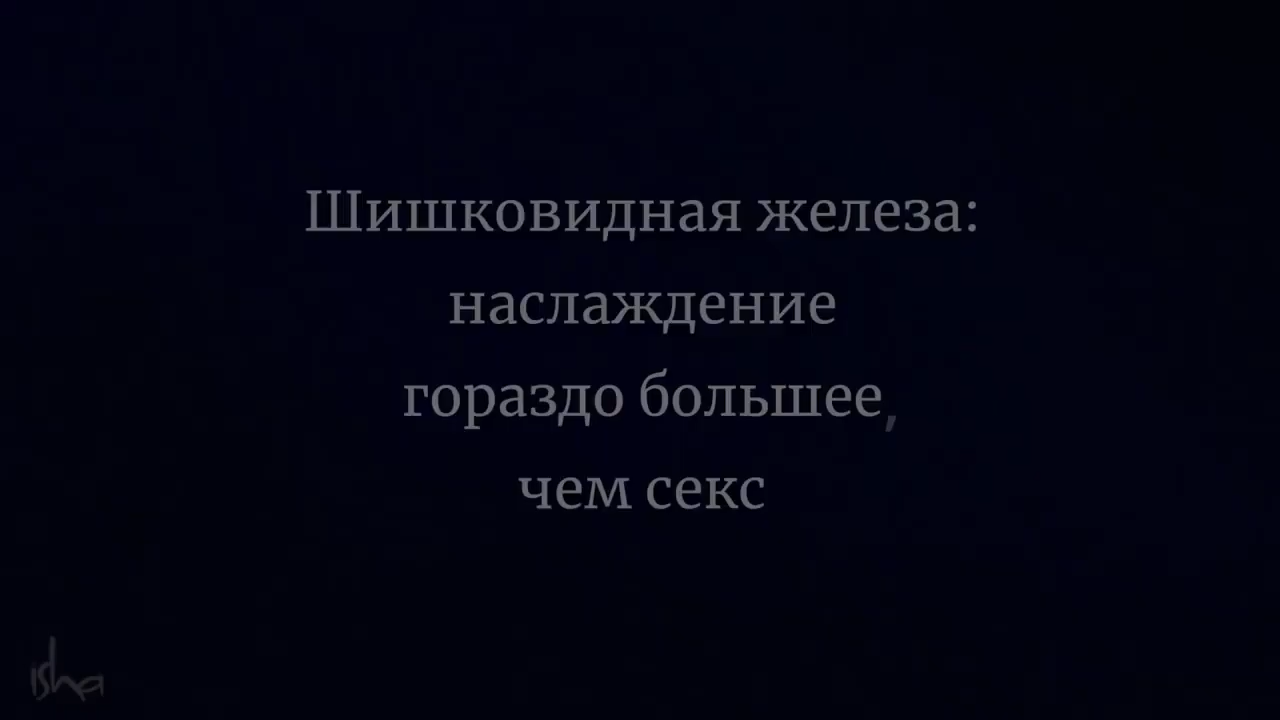 Шишковидная железа:
наслаждение
гораздо большее,
чем секс
isha